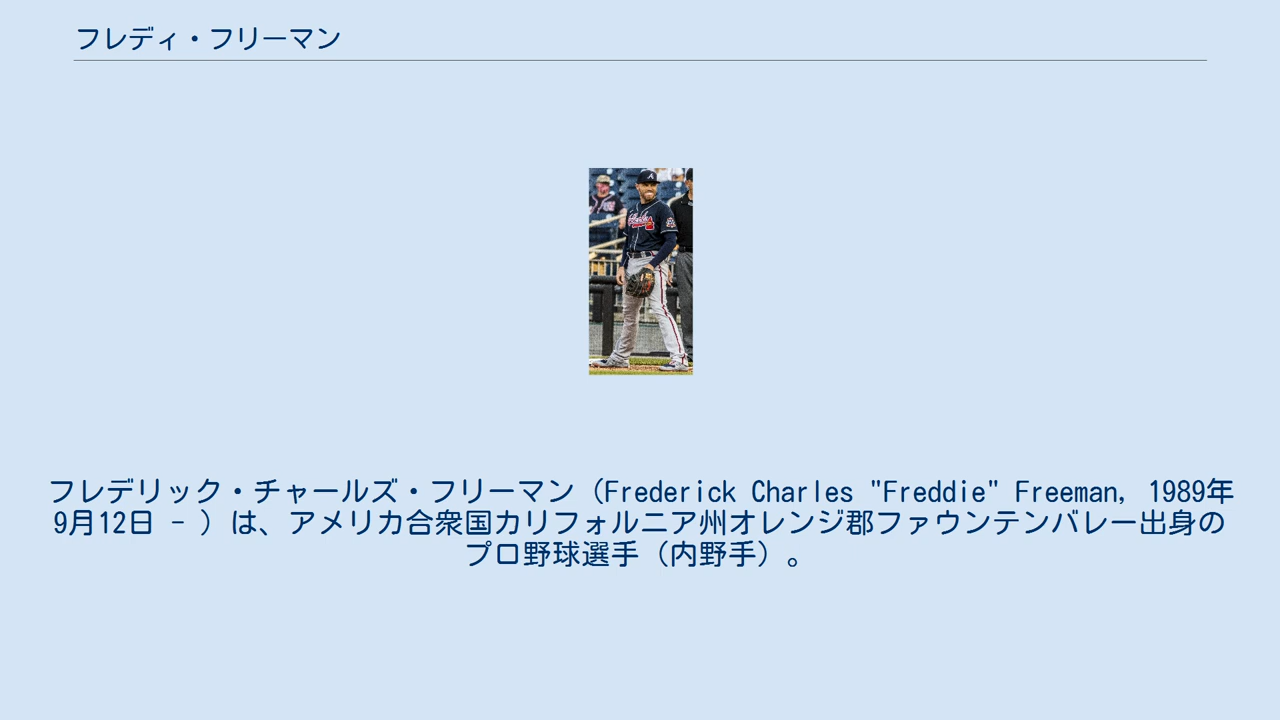 フレディ・フリーマン
フレデリック・チャールズ・フリーマン（Frederick Charles "Freddie" Freeman, 1989年
9月12日 - ）は、アメリカ合衆国カリフォルニア州オレンジ郡ファウンテンバレー出身の
プロ野球選手（内野手）。